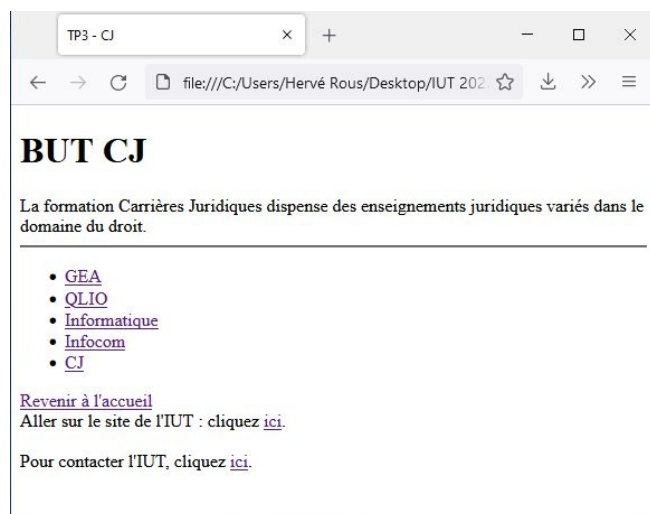 TP3 - CJ
file:///C:/Users/Hervé Rous/Desktop/IUT 202
BUT CJ
La formation Carrières Juridiques dispense des enseignements juridiques variés dans le
domaine du droit.
GEA
QLIO
Informatique
Infocom
CJ
Revenir à l'accueil
Aller sur le site de l'IUT : cliquez ici.
Pour contacter l'IUT, cliquez ici.